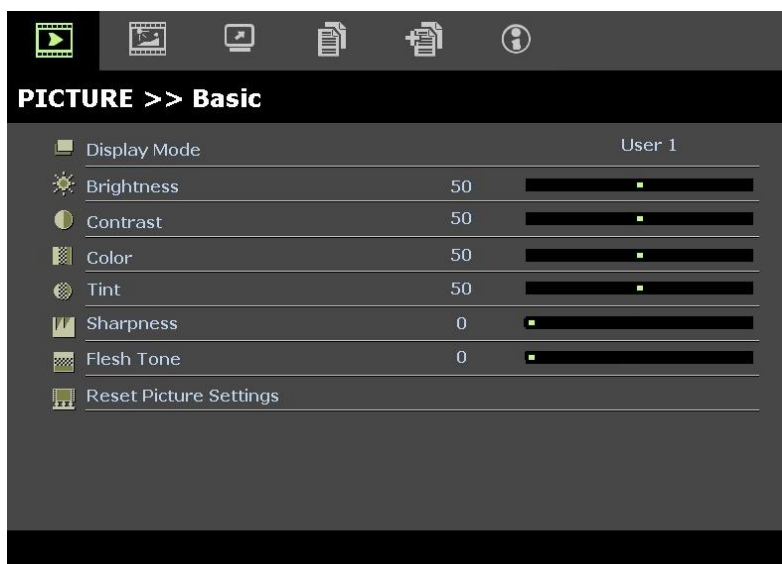 PICTURE >> Basic
Display Mode User 1
Brightness 50
Contrast 50
Color 50
Tint 50
Sharpness 0
Flesh Tone 0
Reset Picture Settings